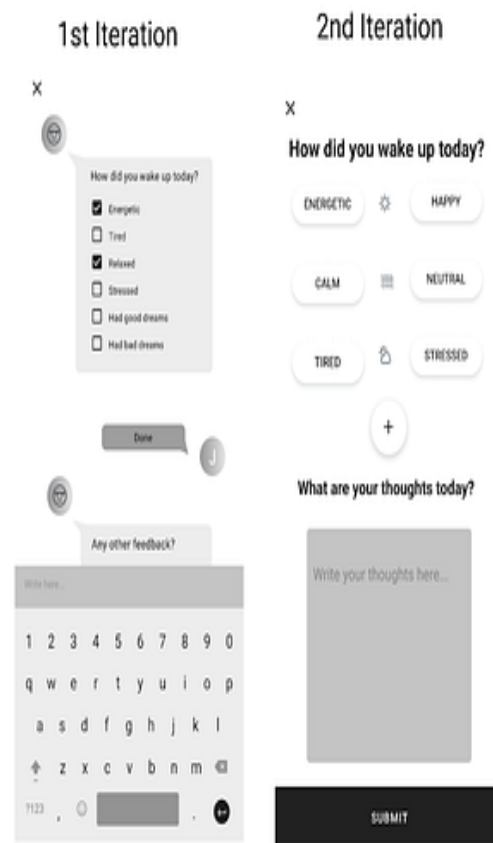 1st Iteration
X
How did you wake up today?
Energetic
Tired
Relaxed
Stressed
Had good dreams
Had bad dreams
Done
J
Any other feedback?
Write here...
1 2 3 4 5 6 7 8 9 0
q w e r t y u i o p
a s d f g h j k l
z x c v b n m
?123 , .
2nd Iteration
X
How did you wake up today?
ENERGETIC HAPPY
CALM NEUTRAL
TIRED STRESSED
+
What are your thoughts today?
Write your thoughts here...
SUBMIT